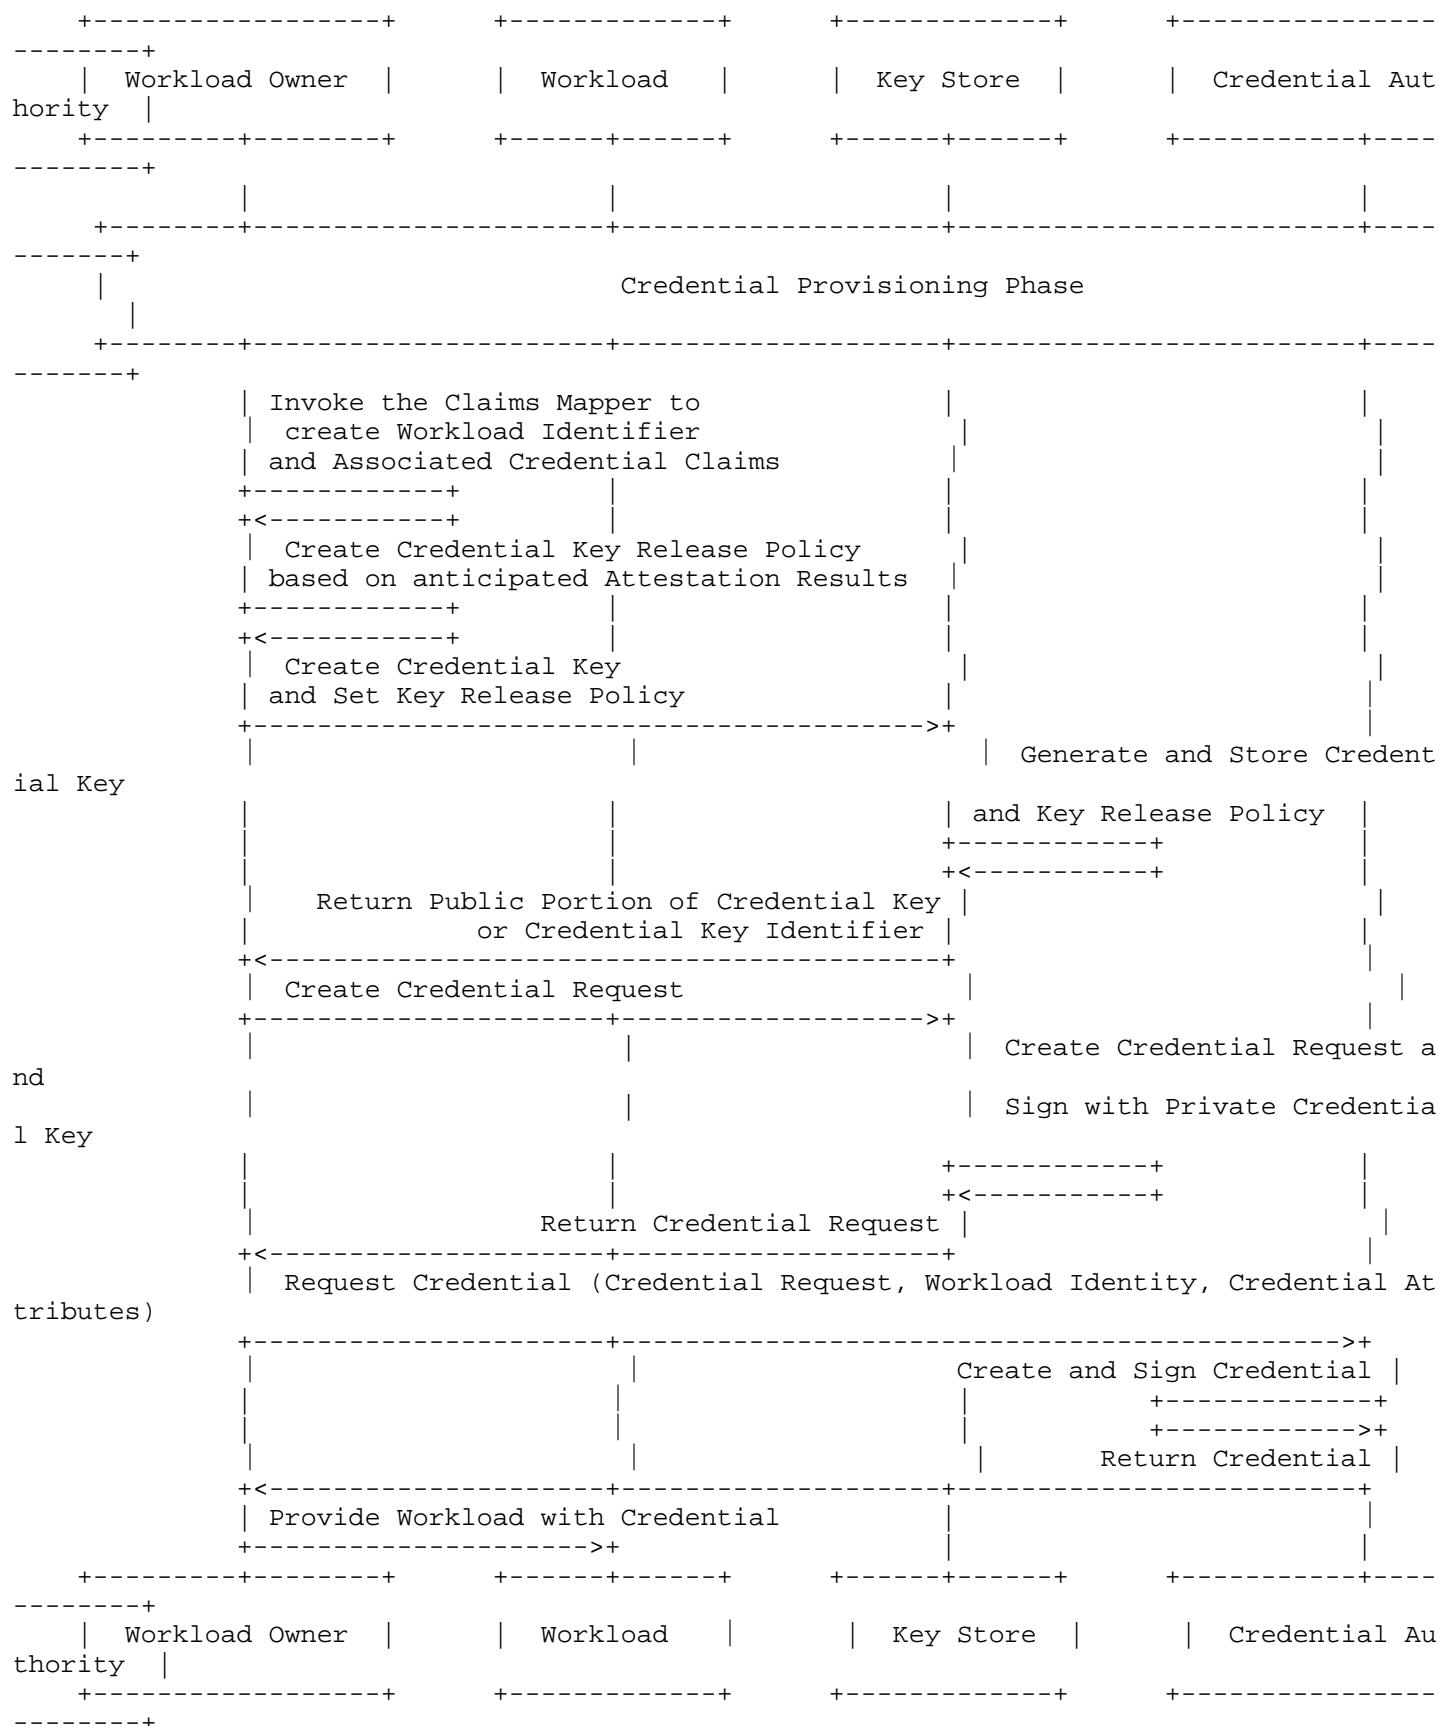 +------------------+      +-------------+      +-------------+      +----------------
--------+
|  Workload Owner  |      |  Workload   |      |  Key Store  |      |  Credential Aut
hority  |
+---------+--------+      +------+------+      +------+------+      +-----------+----
--------+
|                      |                    |                         |
+--------+----------------------+--------------------+-------------------------+----
-------+
|                                Credential Provisioning Phase
|
+--------+----------------------+--------------------+-------------------------+----
-------+
| Invoke the Claims Mapper to               |                         |
|  create Workload Identifier                |                         |
| and Associated Credential Claims          |                         |
+------------+         |                    |                         |
+<-----------+         |                    |                         |
|  Create Credential Key Release Policy      |                         |
| based on anticipated Attestation Results  |                         |
+------------+         |                    |                         |
+<-----------+         |                    |                         |
|  Create Credential Key                     |                         |
| and Set Key Release Policy                |                         |
+------------------------------------------>+                         |
|                       |                     |  Generate and Store Credent
ial Key
|                      |                    | and Key Release Policy  |
|                      |                    +------------+            |
|                      |                    +<-----------+            |
|    Return Public Portion of Credential Key |                         |
|              or Credential Key Identifier |                         |
+<------------------------------------------+                         |
|  Create Credential Request                 |                          |
+----------------------+------------------->+                         |
|                       |                    |  Create Credential Request a
nd
|                       |                    |  Sign with Private Credentia
l Key
|                      |                    +------------+            |
|                      |                    +<-----------+            |
|                  Return Credential Request |                         |
+<---------------------+--------------------+                         |
|  Request Credential (Credential Request, Workload Identity, Credential At
tributes)
+----------------------+--------------------------------------------->+
|                       |                   Create and Sign Credential |
|                      |                     |           +-------------+
|                      |                     |           +------------>+
|                       |                     |       Return Credential |
+<---------------------+--------------------+-------------------------+
| Provide Workload with Credential          |                         |
+--------------------->+                    |                         |
+---------+--------+      +------+------+      +------+------+      +-----------+----
--------+
|  Workload Owner  |      |  Workload   |       |  Key Store  |      |  Credential Au
thority  |
+------------------+      +-------------+      +-------------+      +----------------
--------+